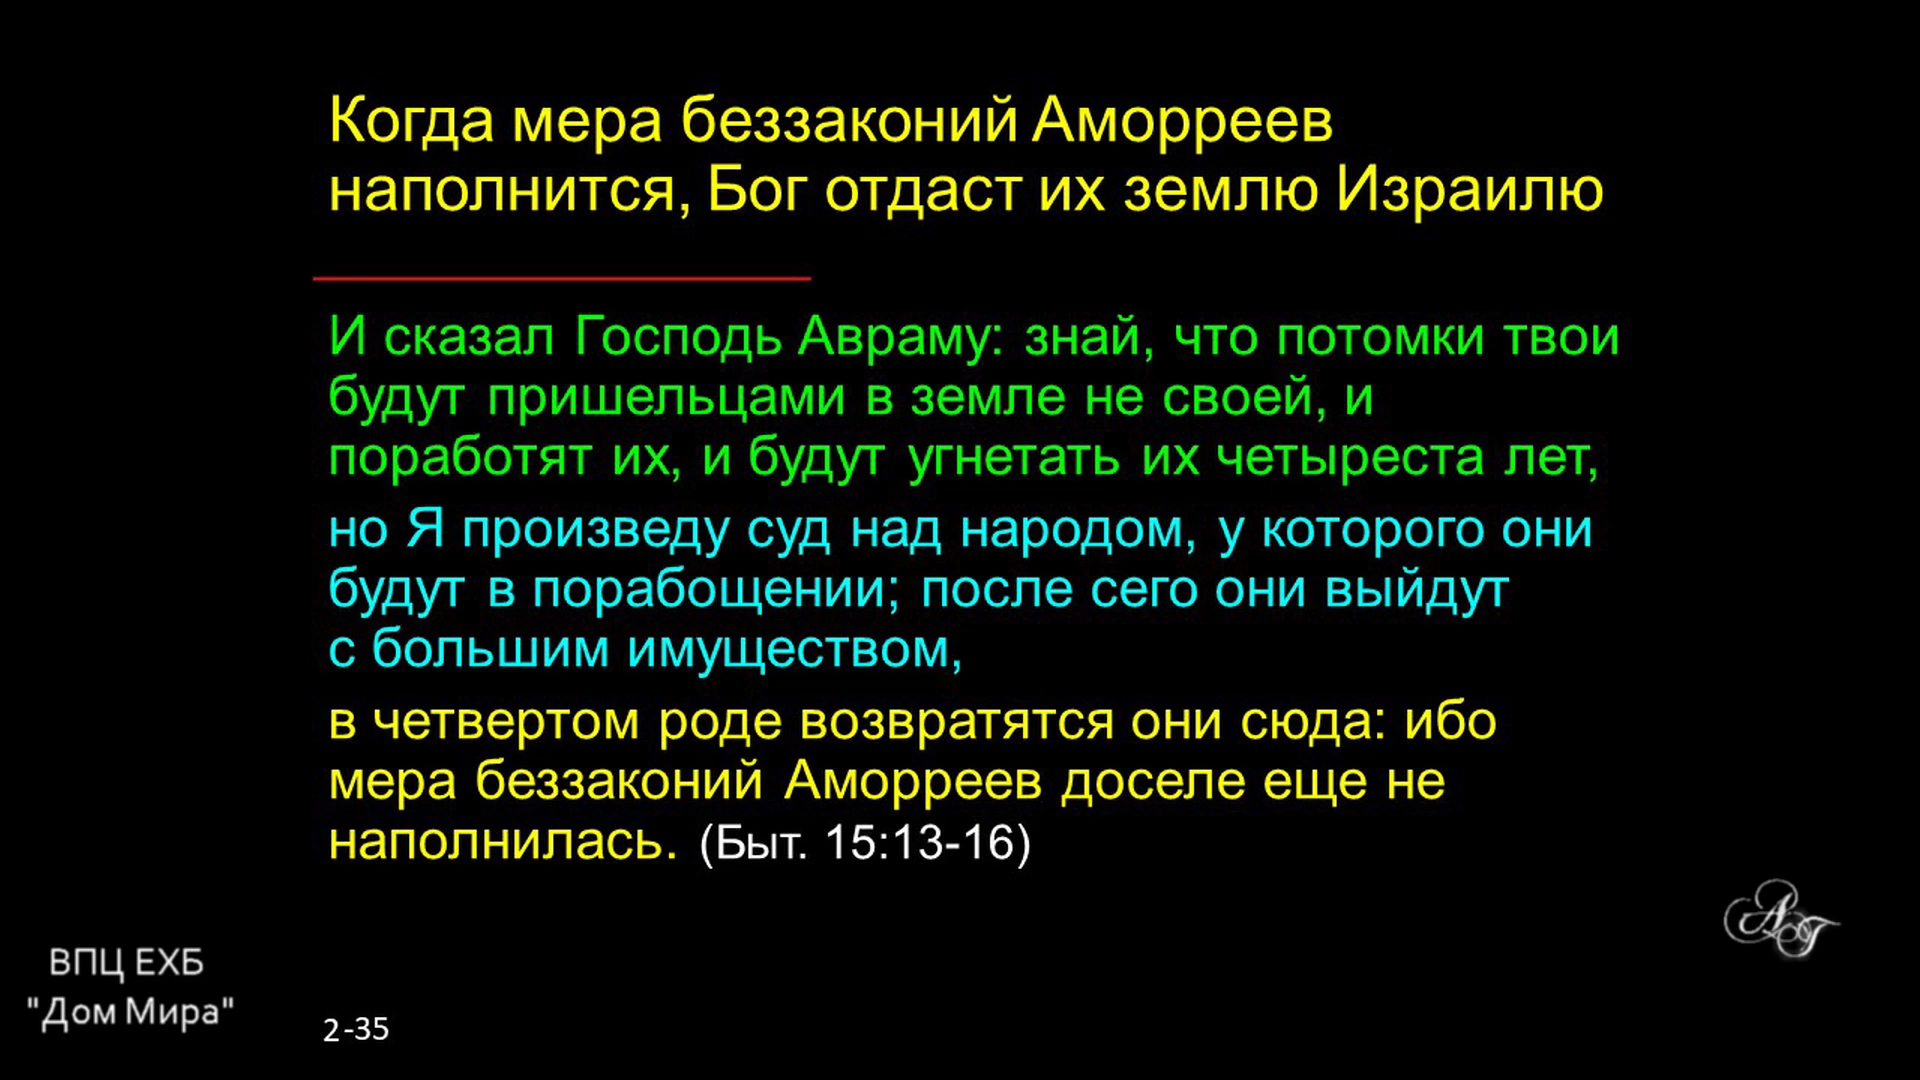 Когда мера беззаконий Аморреев
наполнится, Бог отдаст их землю Израилю
И сказал Господь Авраму: знай, что потомки твои
будут пришельцами в земле не своей, и
поработят их, и будут угнетать их четыреста лет,
но Я произведу суд над народом, у которого они
будут в порабощении; после сего они выйдут
с большим имуществом,
в четвертом роде возвратятся они сюда: ибо
мера беззаконий Аморреев доселе еще не
наполнилась. (Быт. 15:13-16)
ВПЦ ЕХБ
"Дом Мира"
2-35